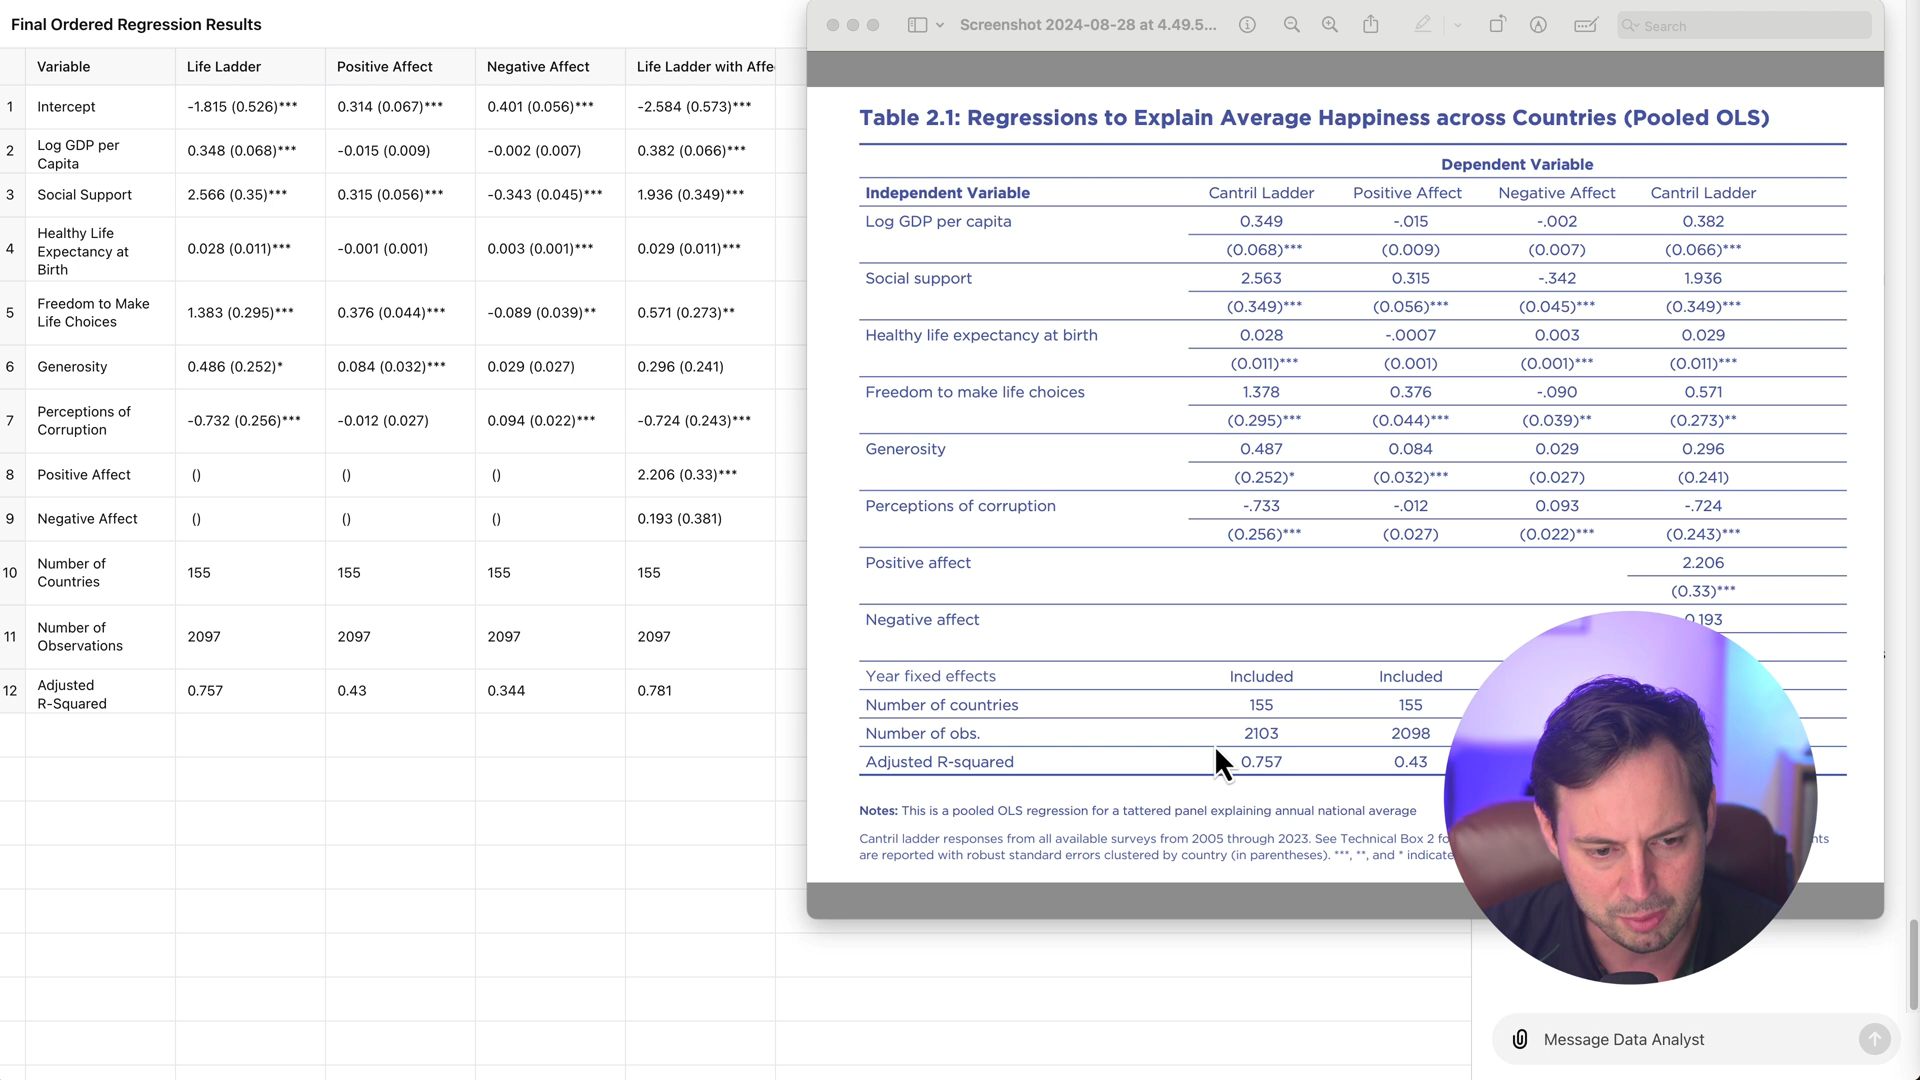 Final Ordered Regression Results
Variable Life Ladder Positive Affect Negative Affect Life Ladder with Affe
1 Intercept -1.815 (0.526)*** 0.314 (0.067)*** 0.401 (0.056)*** -2.584 (0.573)***
2 Log GDP per Capita 0.348 (0.068)*** -0.015 (0.009) -0.002 (0.007) 0.382 (0.066)***
3 Social Support 2.566 (0.35)*** 0.315 (0.056)*** -0.343 (0.045)*** 1.936 (0.349)***
4 Healthy Life Expectancy at Birth 0.028 (0.011)*** -0.001 (0.001) 0.003 (0.001)*** 0.029 (0.011)***
5 Freedom to Make Life Choices 1.383 (0.295)*** 0.376 (0.044)*** -0.089 (0.039)** 0.571 (0.273)**
6 Generosity 0.486 (0.252)* 0.084 (0.032)*** 0.029 (0.027) 0.296 (0.241)
7 Perceptions of Corruption -0.732 (0.256)*** -0.012 (0.027) 0.094 (0.022)*** -0.724 (0.243)***
8 Positive Affect () () () 2.206 (0.33)***
9 Negative Affect () () () 0.193 (0.381)
10 Number of Countries 155 155 155 155
11 Number of Observations 2097 2097 2097 2097
12 Adjusted R-Squared 0.757 0.43 0.344 0.781
Screenshot 2024-08-28 at 4.49.5...
Search
Table 2.1: Regressions to Explain Average Happiness across Countries (Pooled OLS)
Dependent Variable
Independent Variable Cantril Ladder Positive Affect Negative Affect Cantril Ladder
Log GDP per capita 0.349 -.015 -.002 0.382
(0.068)*** (0.009) (0.007) (0.066)***
Social support 2.563 0.315 -.342 1.936
(0.349)*** (0.056)*** (0.045)*** (0.349)***
Healthy life expectancy at birth 0.028 -.0007 0.003 0.029
(0.011)*** (0.001) (0.001)*** (0.011)***
Freedom to make life choices 1.378 0.376 -.090 0.571
(0.295)*** (0.044)*** (0.039)** (0.273)**
Generosity 0.487 0.084 0.029 0.296
(0.252)* (0.032)*** (0.027) (0.241)
Perceptions of corruption -.733 -.012 0.093 -.724
(0.256)*** (0.027) (0.022)*** (0.243)***
Positive affect 2.206
(0.33)***
Negative affect 0.193
Year fixed effects Included Included
Number of countries 155 155
Number of obs. 2103 2098
Adjusted R-squared 0.757 0.43
Notes: This is a pooled OLS regression for a tattered panel explaining annual national average
Cantril ladder responses from all available surveys from 2005 through 2023. See Technical Box 2
are reported with robust standard errors clustered by country (in parentheses). ***, **, and * indicate
Message Data Analyst